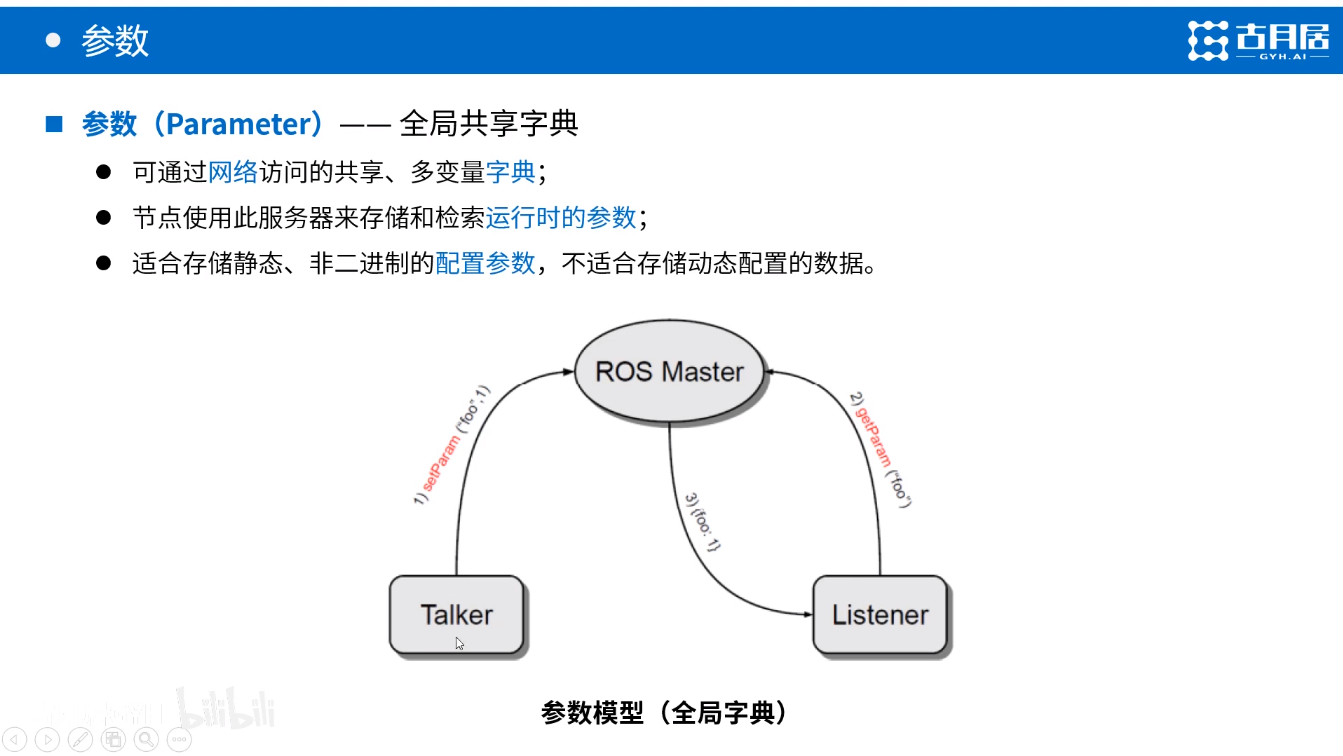 参数
古月居
GYH.AI
参数（Parameter）—— 全局共享字典
可通过网络访问的共享、多变量字典；
节点使用此服务器来存储和检索运行时的参数；
适合存储静态、非二进制的配置参数，不适合存储动态配置的数据。
ROS Master
1) setParam ("foo",1)
2) getParam ("foo")
3) {foo: 1}
Talker
Listener
参数模型（全局字典）
bilibili